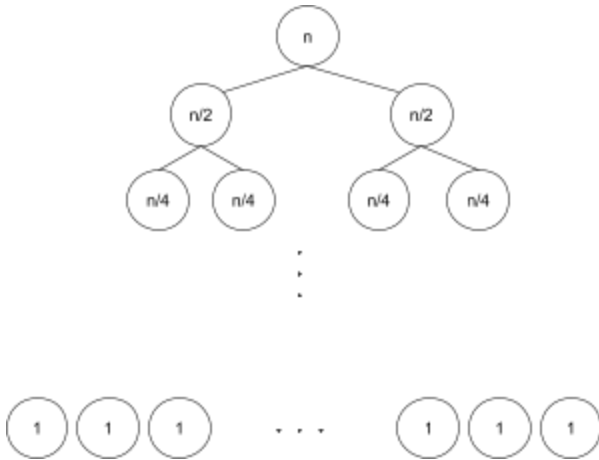 n
n/2 n/2
n/4 n/4 n/4 n/4
. . .
1 1 1 . . . 1 1 1